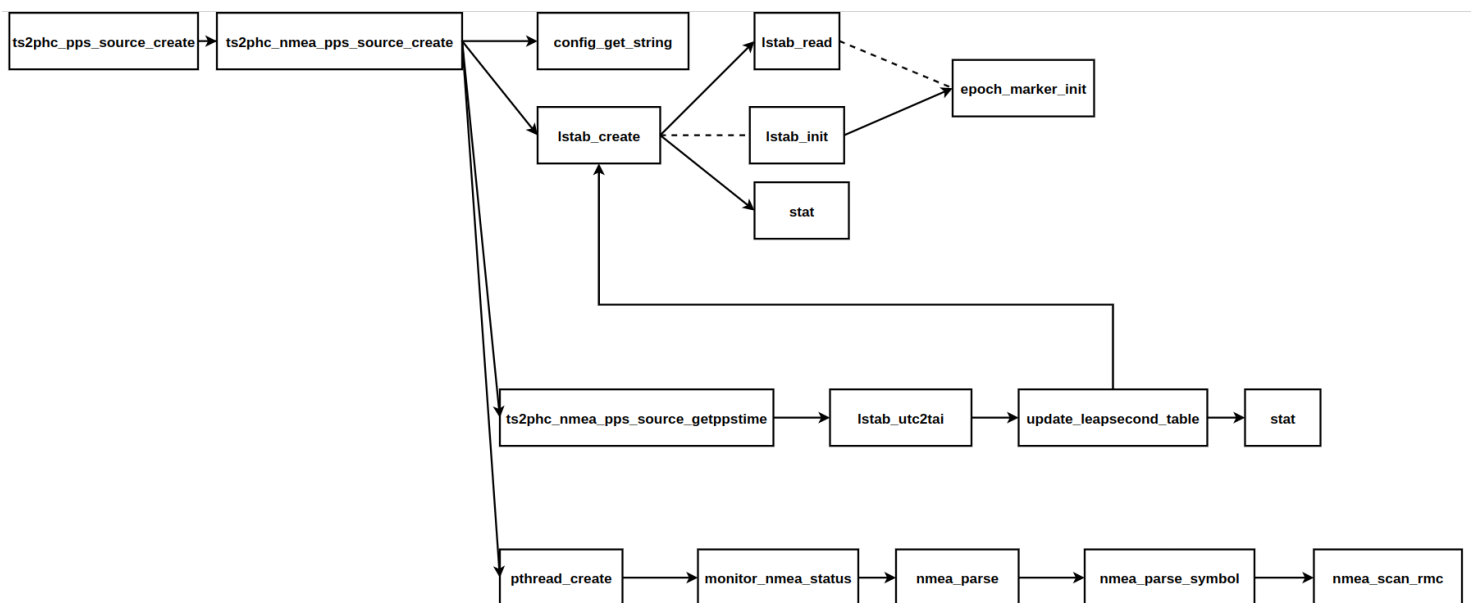 ts2phc_pps_source_create
ts2phc_nmea_pps_source_create
config_get_string
lstab_read
epoch_marker_init
lstab_create
lstab_init
stat
ts2phc_nmea_pps_source_getppstime
lstab_utc2tai
update_leapsecond_table
stat
pthread_create
monitor_nmea_status
nmea_parse
nmea_parse_symbol
nmea_scan_rmc